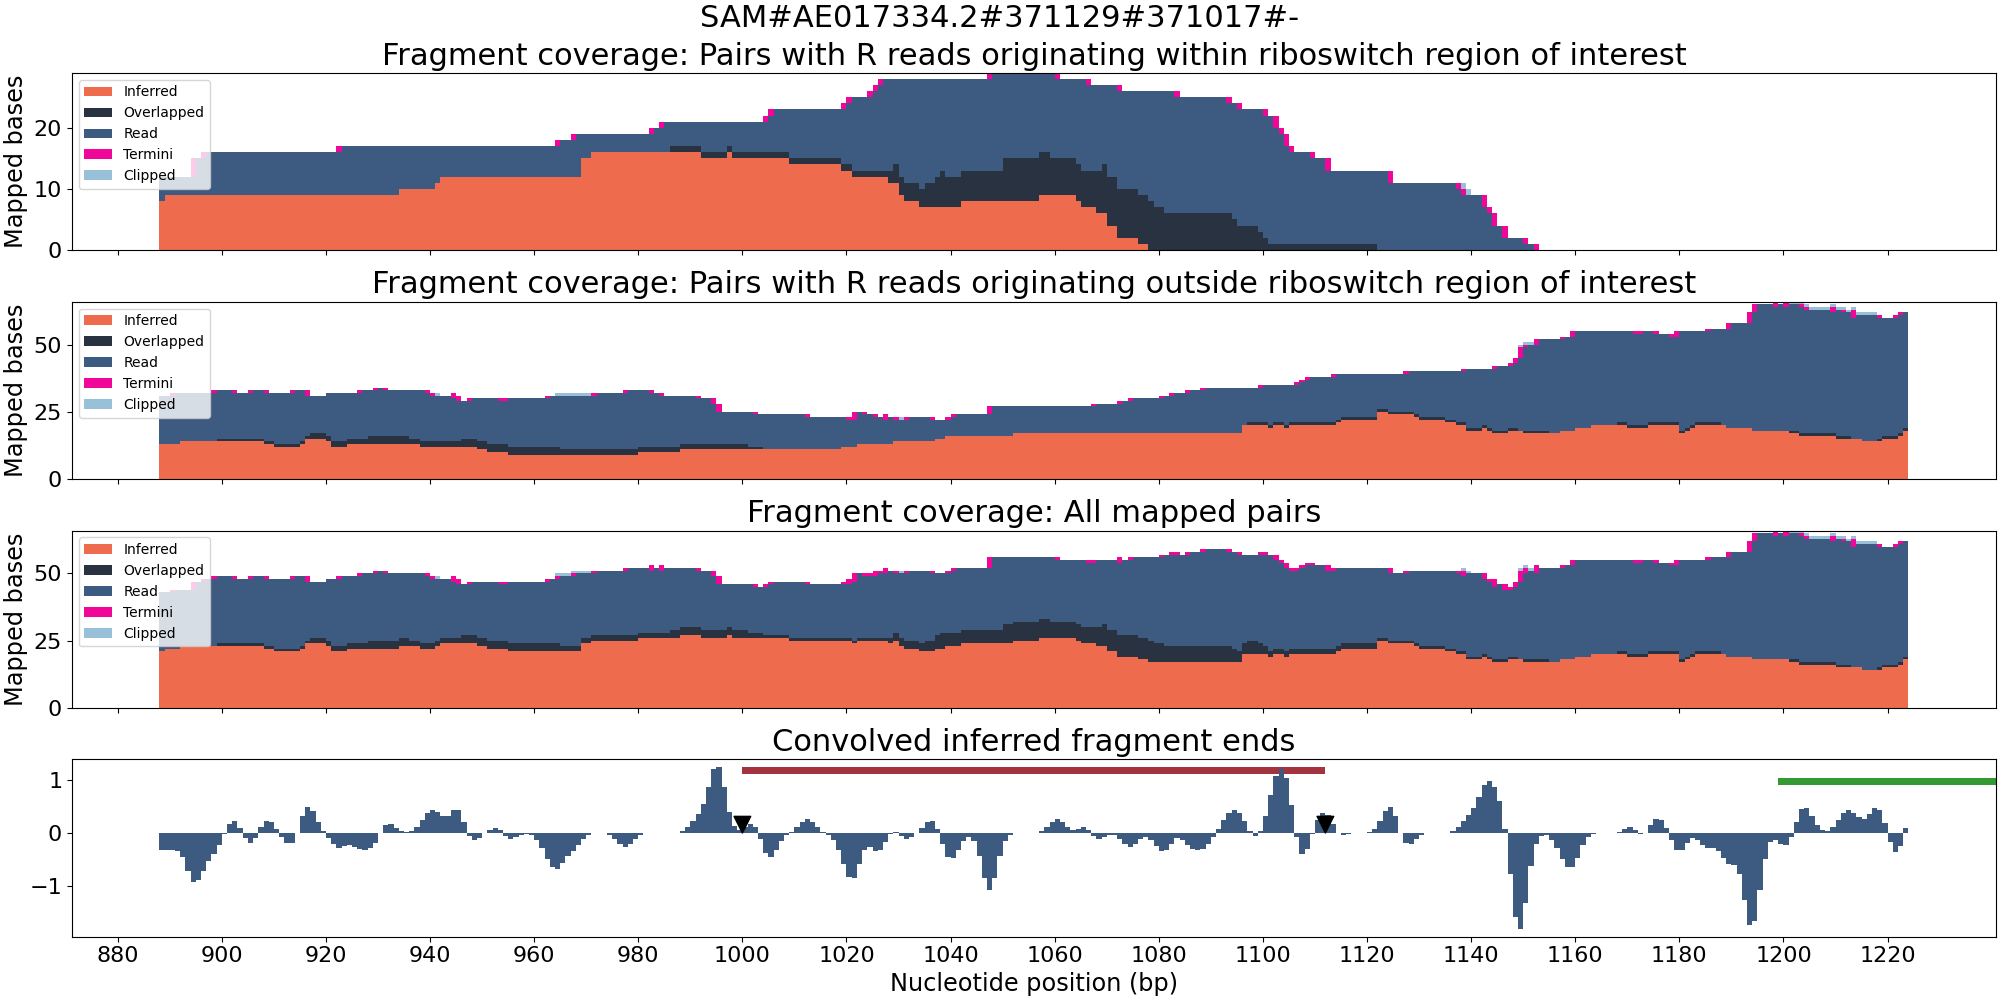 SAM#AE017334.2#371129#371017#-
Fragment coverage: Pairs with R reads originating within riboswitch region of interest
Mapped bases
20
10
0
Inferred
Overlapped
Read
Termini
Clipped
Fragment coverage: Pairs with R reads originating outside riboswitch region of interest
Mapped bases
50
25
0
Inferred
Overlapped
Read
Termini
Clipped
Fragment coverage: All mapped pairs
Mapped bases
50
25
0
Inferred
Overlapped
Read
Termini
Clipped
Convolved inferred fragment ends
1
0
−1
880 900 920 940 960 980 1000 1020 1040 1060 1080 1100 1120 1140 1160 1180 1200 1220
Nucleotide position (bp)